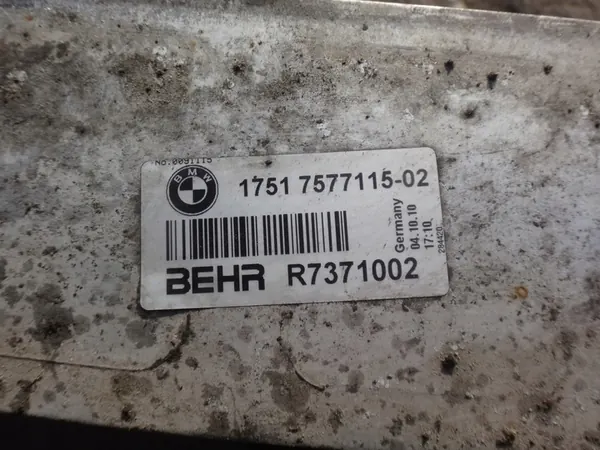 No.0091115
BMW
1751 7577115-02
BEHR R7371002
Germany
04.10.10
17:10.
284420